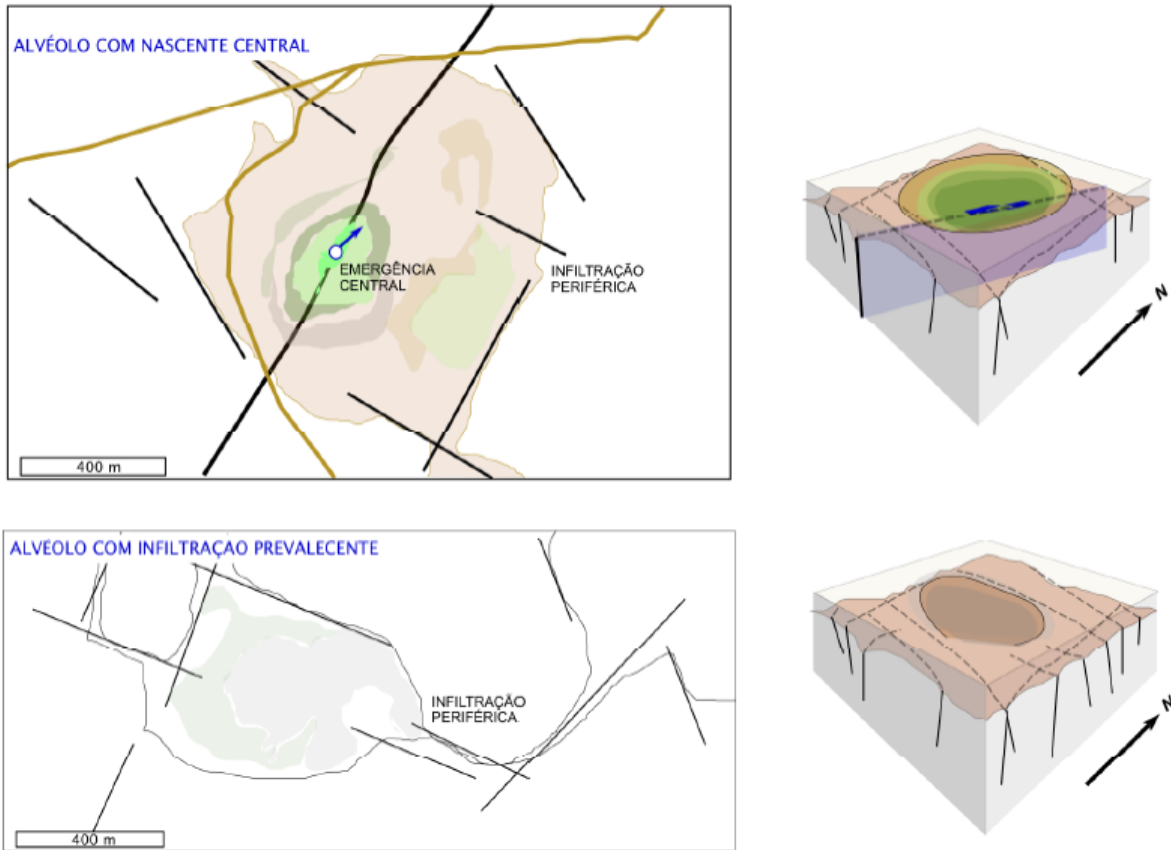 ALVÉOLO COM NASCENTE CENTRAL
EMERGÊNCIA
CENTRAL
INFILTRAÇÃO
PERIFÉRICA
400 m
N
ALVÉOLO COM INFILTRAÇAO PREVALECENTE
INFILTRAÇÃO
PERIFÉRICA
400 m
N